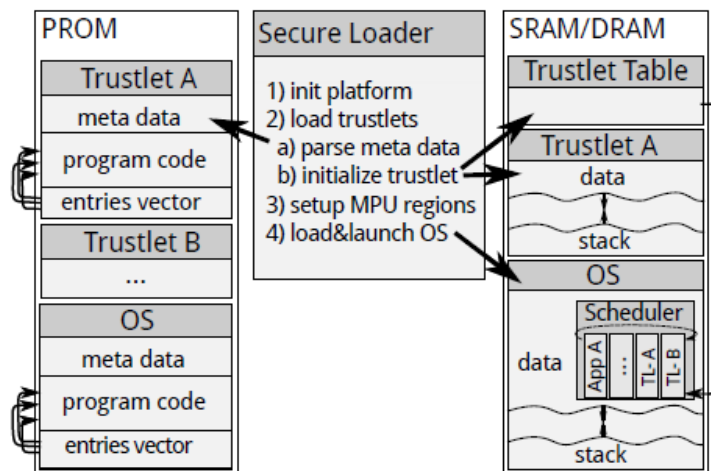 PROM
Trustlet A
meta data
program code
entries vector
Trustlet B
...
OS
meta data
program code
entries vector
Secure Loader
1) init platform
2) load trustlets
a) parse meta data
b) initialize trustlet
3) setup MPU regions
4) load&launch OS
SRAM/DRAM
Trustlet Table
Trustlet A
data
stack
OS
Scheduler
data
App A
...
TL- A
TL- B
stack